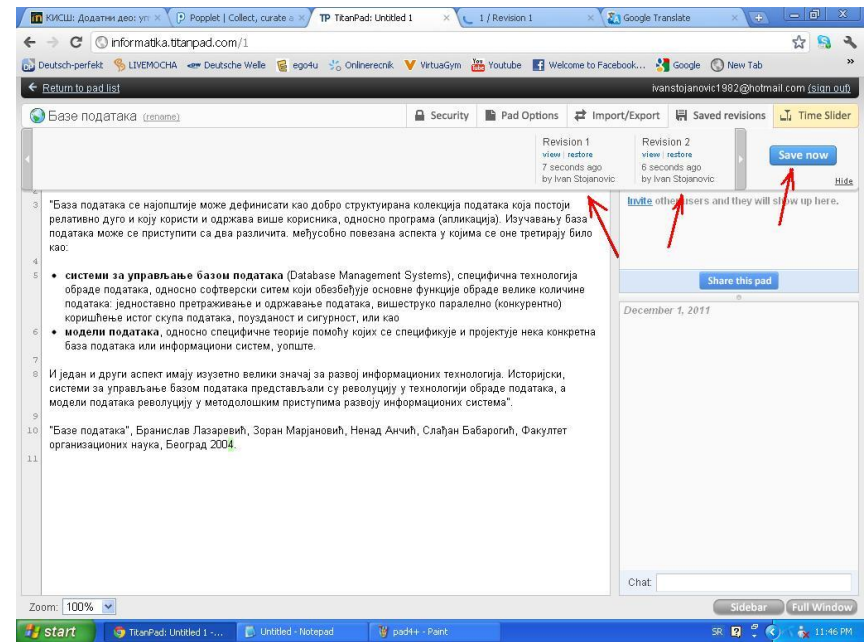 КИСШ: Додатни део: уп
Popplet | Collect, curate a
TitanPad: Untitled 1
1 / Revision 1
Google Translate
informatika.titanpad.com/1
Deutsch-perfekt LIVEMOCHA Deutsche Welle ego4u Onlinerecnik VirtuaGym Youtube Welcome to Facebook... Google New Tab
Return to pad list
ivanstojanovic1982@hotmail.com (sign out)
Базе података (rename)
Security Pad Options Import/Export Saved revisions Time Slider
Revision 1
view | restore
7 seconds ago
by Ivan Stojanovic
Revision 2
view | restore
6 seconds ago
by Ivan Stojanovic
Save now
Hide
3 "База података се најопштије може дефинисати као добро структуирана колекција података која постоји
релативно дуго и коју користи и одржава више корисника, односно програма (апликација). Изучавању база
података може се приступити са два различита. међусобно повезана аспекта у којима се оне третирају било
као:
4
5 • системи за управљање базом података (Database Management Systems), специфична технологија
обраде података, односно софтверски ситем који обезбеђује основне функције обраде велике количине
података: једноставно претраживање и одржавање података, вишеструко паралелно (конкурентно)
коришћење истог скупа података, поузданост и сигурност, или као
6 • модели података, односно специфичне теорије помоћу којих се спецификује и пројектује нека конкретна
база података или информациони систем, уопште.
7
8 И један и други аспект имају изузетно велики значај за развој информационих технологија. Историјски,
системи за управљање базом података представљали су револуцију у технологији обраде података, а
модели података револуцију у методолошким приступима развоју информационих система".
9
10 "Базе података", Бранислав Лазаревић, Зоран Марјановић, Ненад Анчић, Слађан Бабарогић, Факултет
организационих наука, Београд 2004.
11
Invite other users and they will show up here.
Share this pad
December 1, 2011
Chat:
Zoom: 100%
Sidebar Full Window
start
TitanPad: Untitled 1 -...
Untitled - Notepad
pad4++ - Paint
SR
11:46 PM